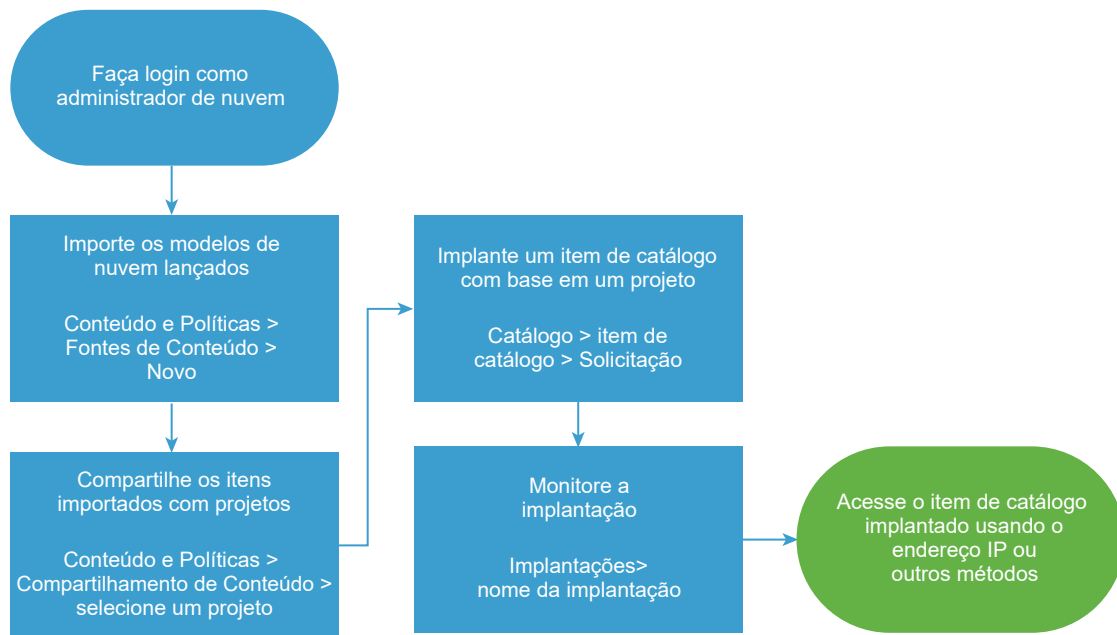 Faça login como
administrador de nuvem
Importe os modelos de
nuvem lançados
Conteúdo e Políticas >
Fontes de Conteúdo >
Novo
Compartilhe os itens
importados com projetos
Conteúdo e Políticas >
Compartilhamento de Conteúdo >
selecione um projeto
Implante um item de catálogo
com base em um projeto
Catálogo > item de
catálogo > Solicitação
Monitore a
implantação
Implantações>
nome da implantação
Acesse o item de catálogo
implantado usando o
endereço IP ou
outros métodos